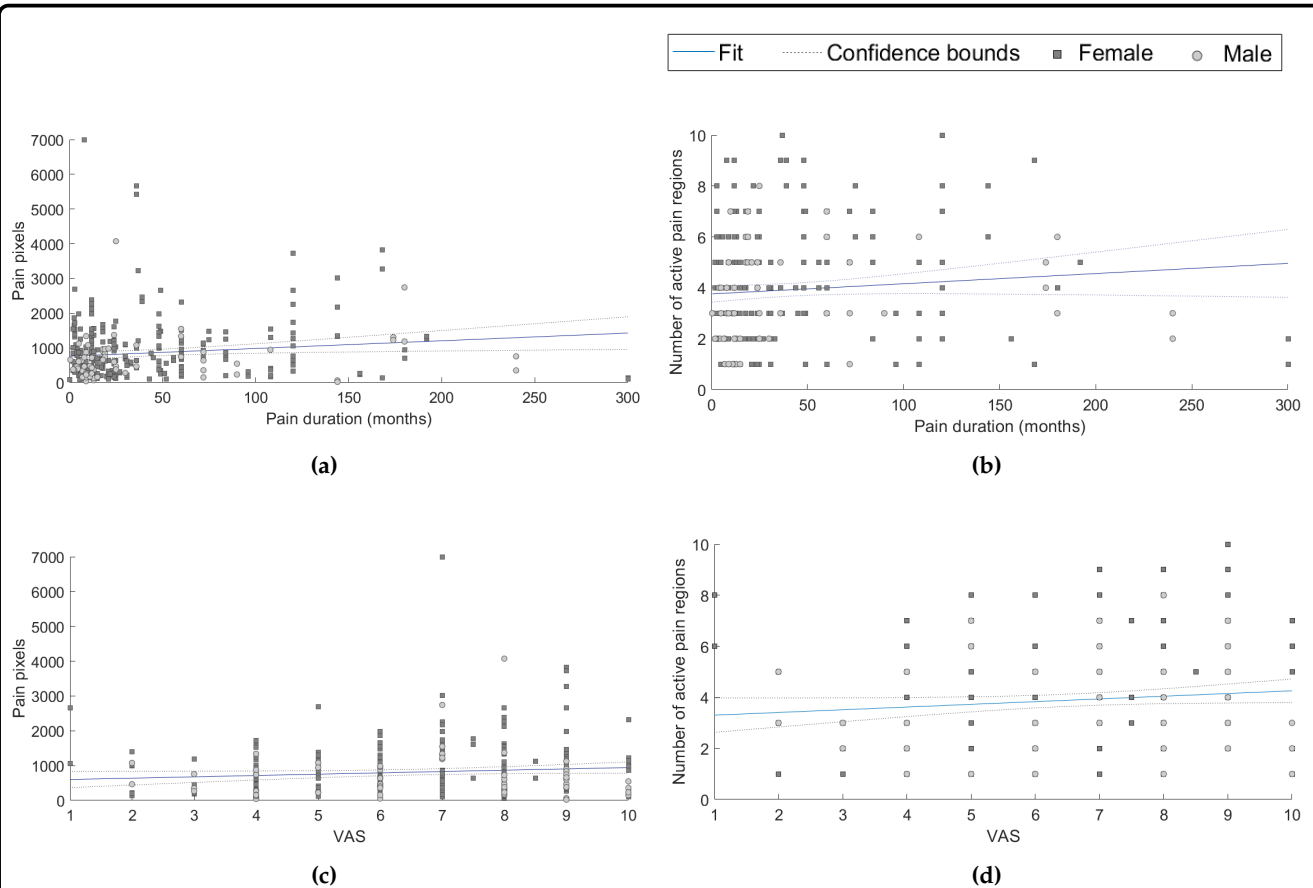 Fit Confidence bounds Female Male
7000
6000
5000
4000
3000
2000
1000
0
Pain pixels
0 50 100 150 200 250 300
Pain duration (months)
(a)
10
8
6
4
2
0
Number of active pain regions
0 50 100 150 200 250 300
Pain duration (months)
(b)
7000
6000
5000
4000
3000
2000
1000
0
Pain pixels
1 2 3 4 5 6 7 8 9 10
VAS
(c)
10
8
6
4
2
0
Number of active pain regions
1 2 3 4 5 6 7 8 9 10
VAS
(d)